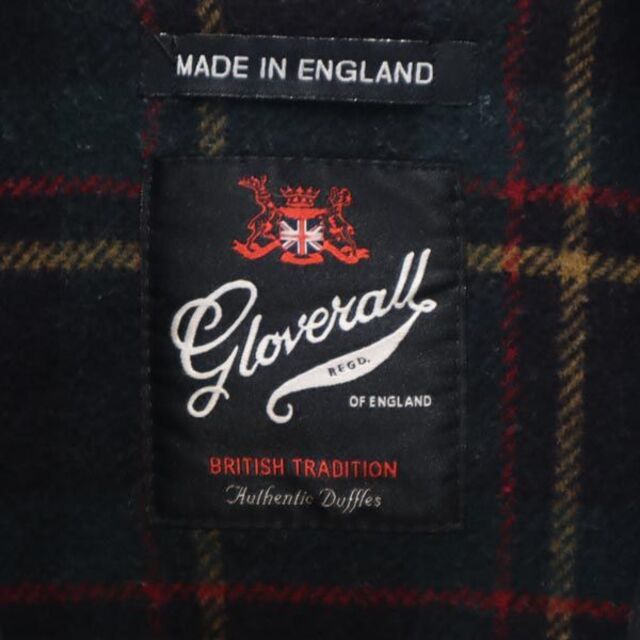 MADE IN ENGLAND
Gloverall
REGD.
OF ENGLAND
BRITISH TRADITION
Authentic Duffles